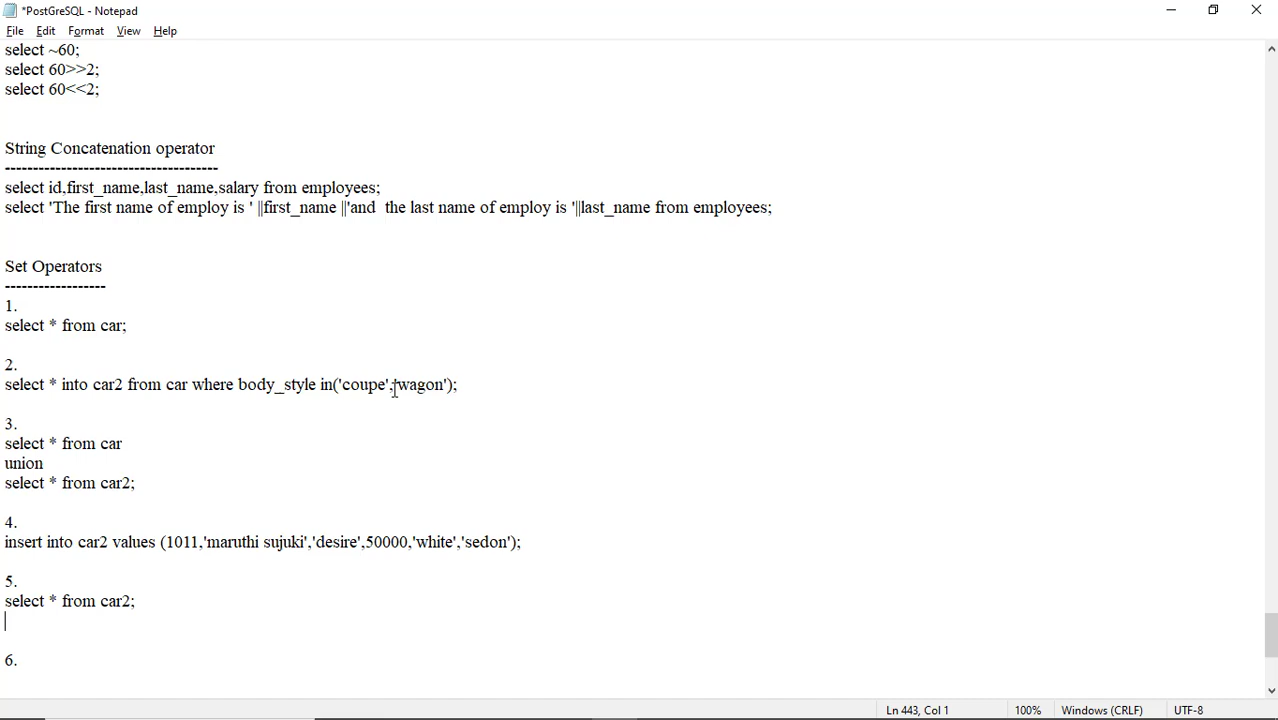 *PostGreSQL - Notepad
File Edit Format View Help
select ~60;
select 60>>2;
select 60<<2;
String Concatenation operator
--------------------------------------
select id,first_name,last_name,salary from employees;
select 'The first name of employ is ' ||first_name ||'and  the last name of employ is '||last_name from employees;
Set Operators
------------------
1.
select * from car;
2.
select * into car2 from car where body_style in('coupe','wagon');
3.
select * from car
union
select * from car2;
4.
insert into car2 values (1011,'maruthi sujuki','desire',50000,'white','sedon');
5.
select * from car2;
6.
Ln 443, Col 1 100% Windows (CRLF) UTF-8